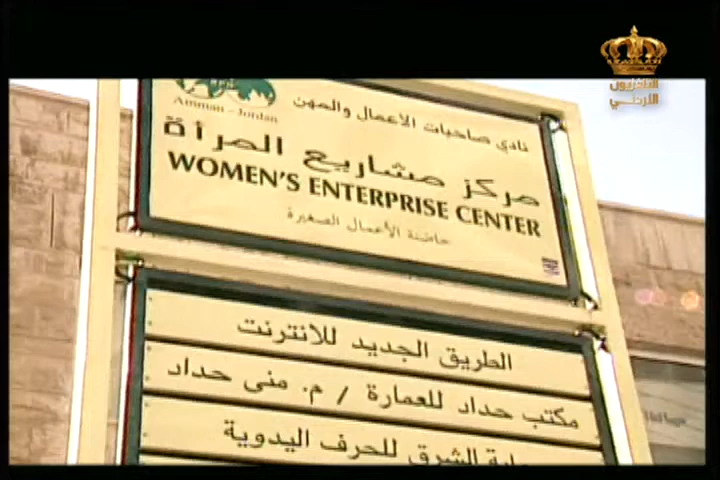 التلفزيون
الأردني
Amman - Jordan
نادي صاحبات الاعمال والمهن
مركز مشاريع المرأة
WOMEN'S ENTERPRISE CENTER
حاضنة الأعمال الصغيرة
الطريق الجديد للانترنت
مكتب حداد للعمارة / م. منى حداد
الشرق للحرف اليدوية